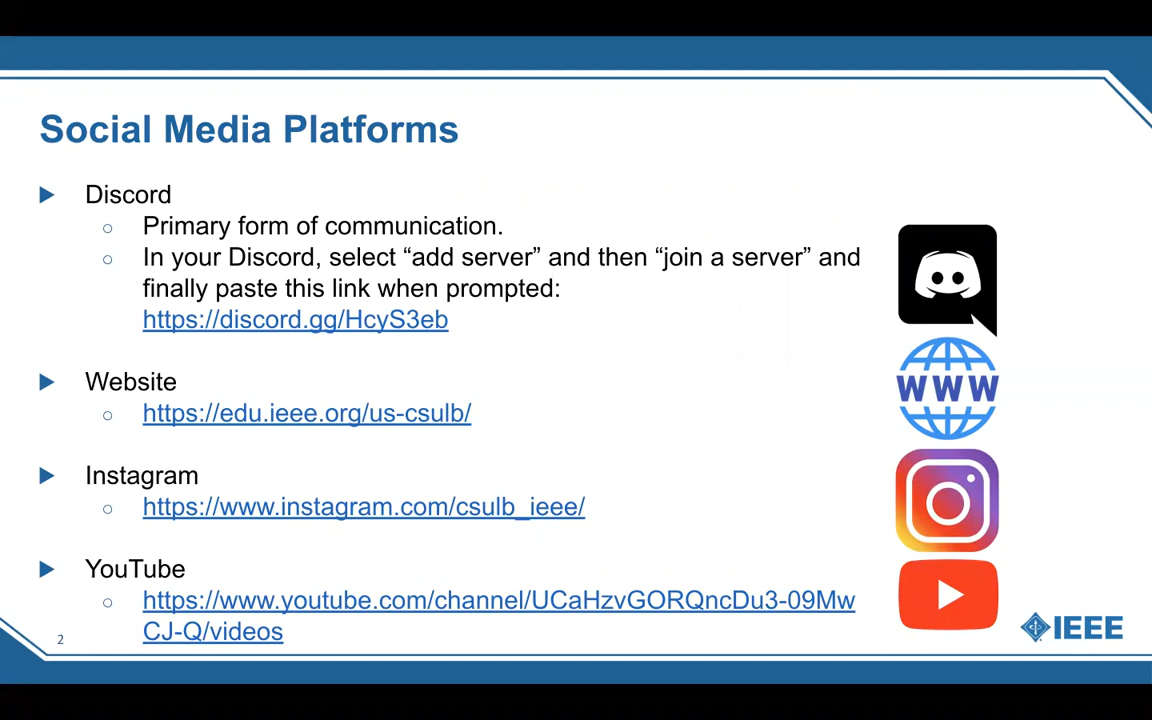 Social Media Platforms
Discord
Primary form of communication.
In your Discord, select “add server” and then “join a server” and
finally paste this link when prompted:
https://discord.gg/HcyS3eb
Website
https://edu.ieee.org/us-csulb/
Instagram
https://www.instagram.com/csulb_ieee/
YouTube
https://www.youtube.com/channel/UCaHzvGORQncDu3-09Mw
CJ-Q/videos
WWW
IEEE
2